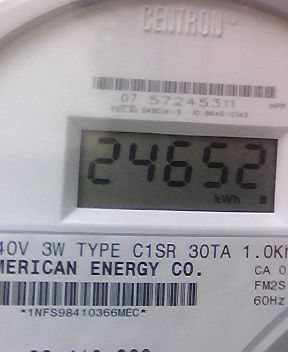 CENTRON
07 57245311
24652
kWh
40V 3W TYPE C1SR 30TA 1.0Kh
MERICAN ENERGY CO.
CA 0
FM2S
60Hz
*1NFS98410366MEC*